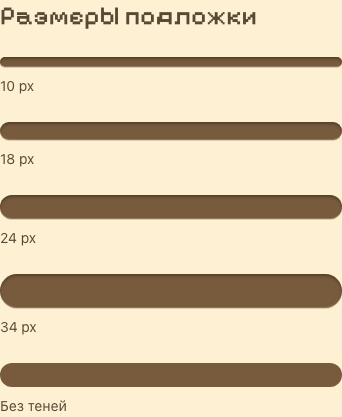 Размеры подложки
10 px
18 px
24 px
34 px
Без теней